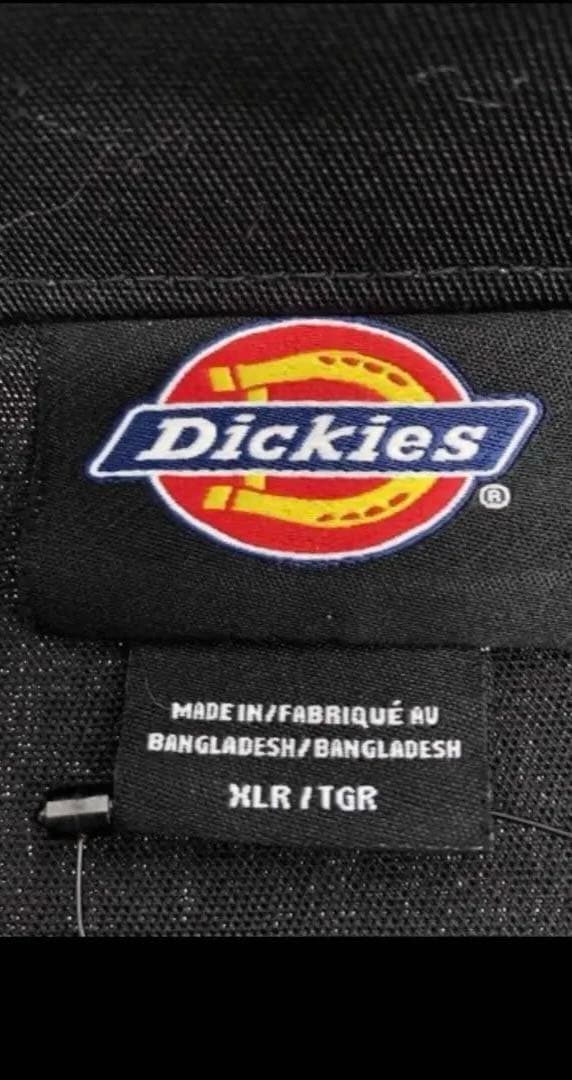 Dickies
®
MADE IN/FABRIQUÉ AU
BANGLADESH/BANGLADESH
XLR/TGR